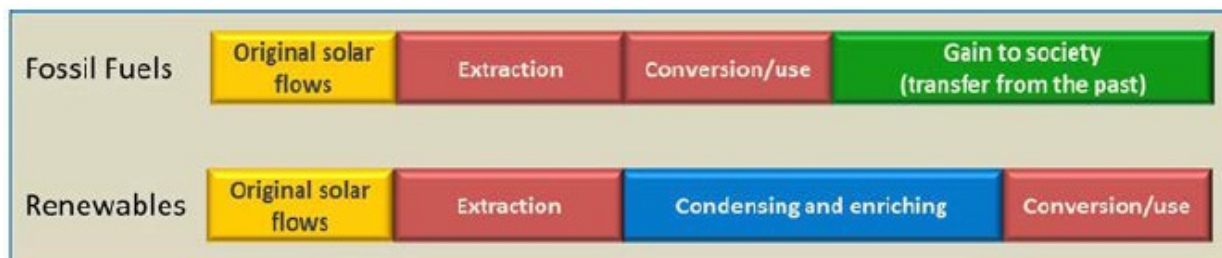 Fossil Fuels
Original solar
flows
Extraction
Conversion/use
Gain to society
(transfer from the past)
Renewables
Original solar
flows
Extraction
Condensing and enriching
Conversion/use